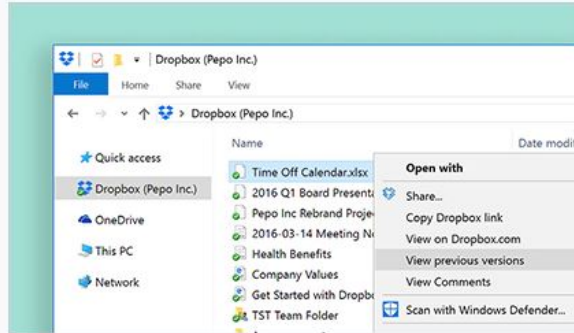 Dropbox (Pepo Inc.)
File Home Share View
Dropbox (Pepo Inc.)
Name Date modi
Quick access
Dropbox (Pepo Inc.)
OneDrive
This PC
Network
Time Off Calendar.xlsx
2016 Q1 Board Presenta
Pepo Inc Rebrand Proje
2016-03-14 Meeting No
Health Benefits
Company Values
Get Started with Dropbo
TST Team Folder
Open with
Share...
Copy Dropbox link
View on Dropbox.com
View previous versions
View Comments
Scan with Windows Defender...